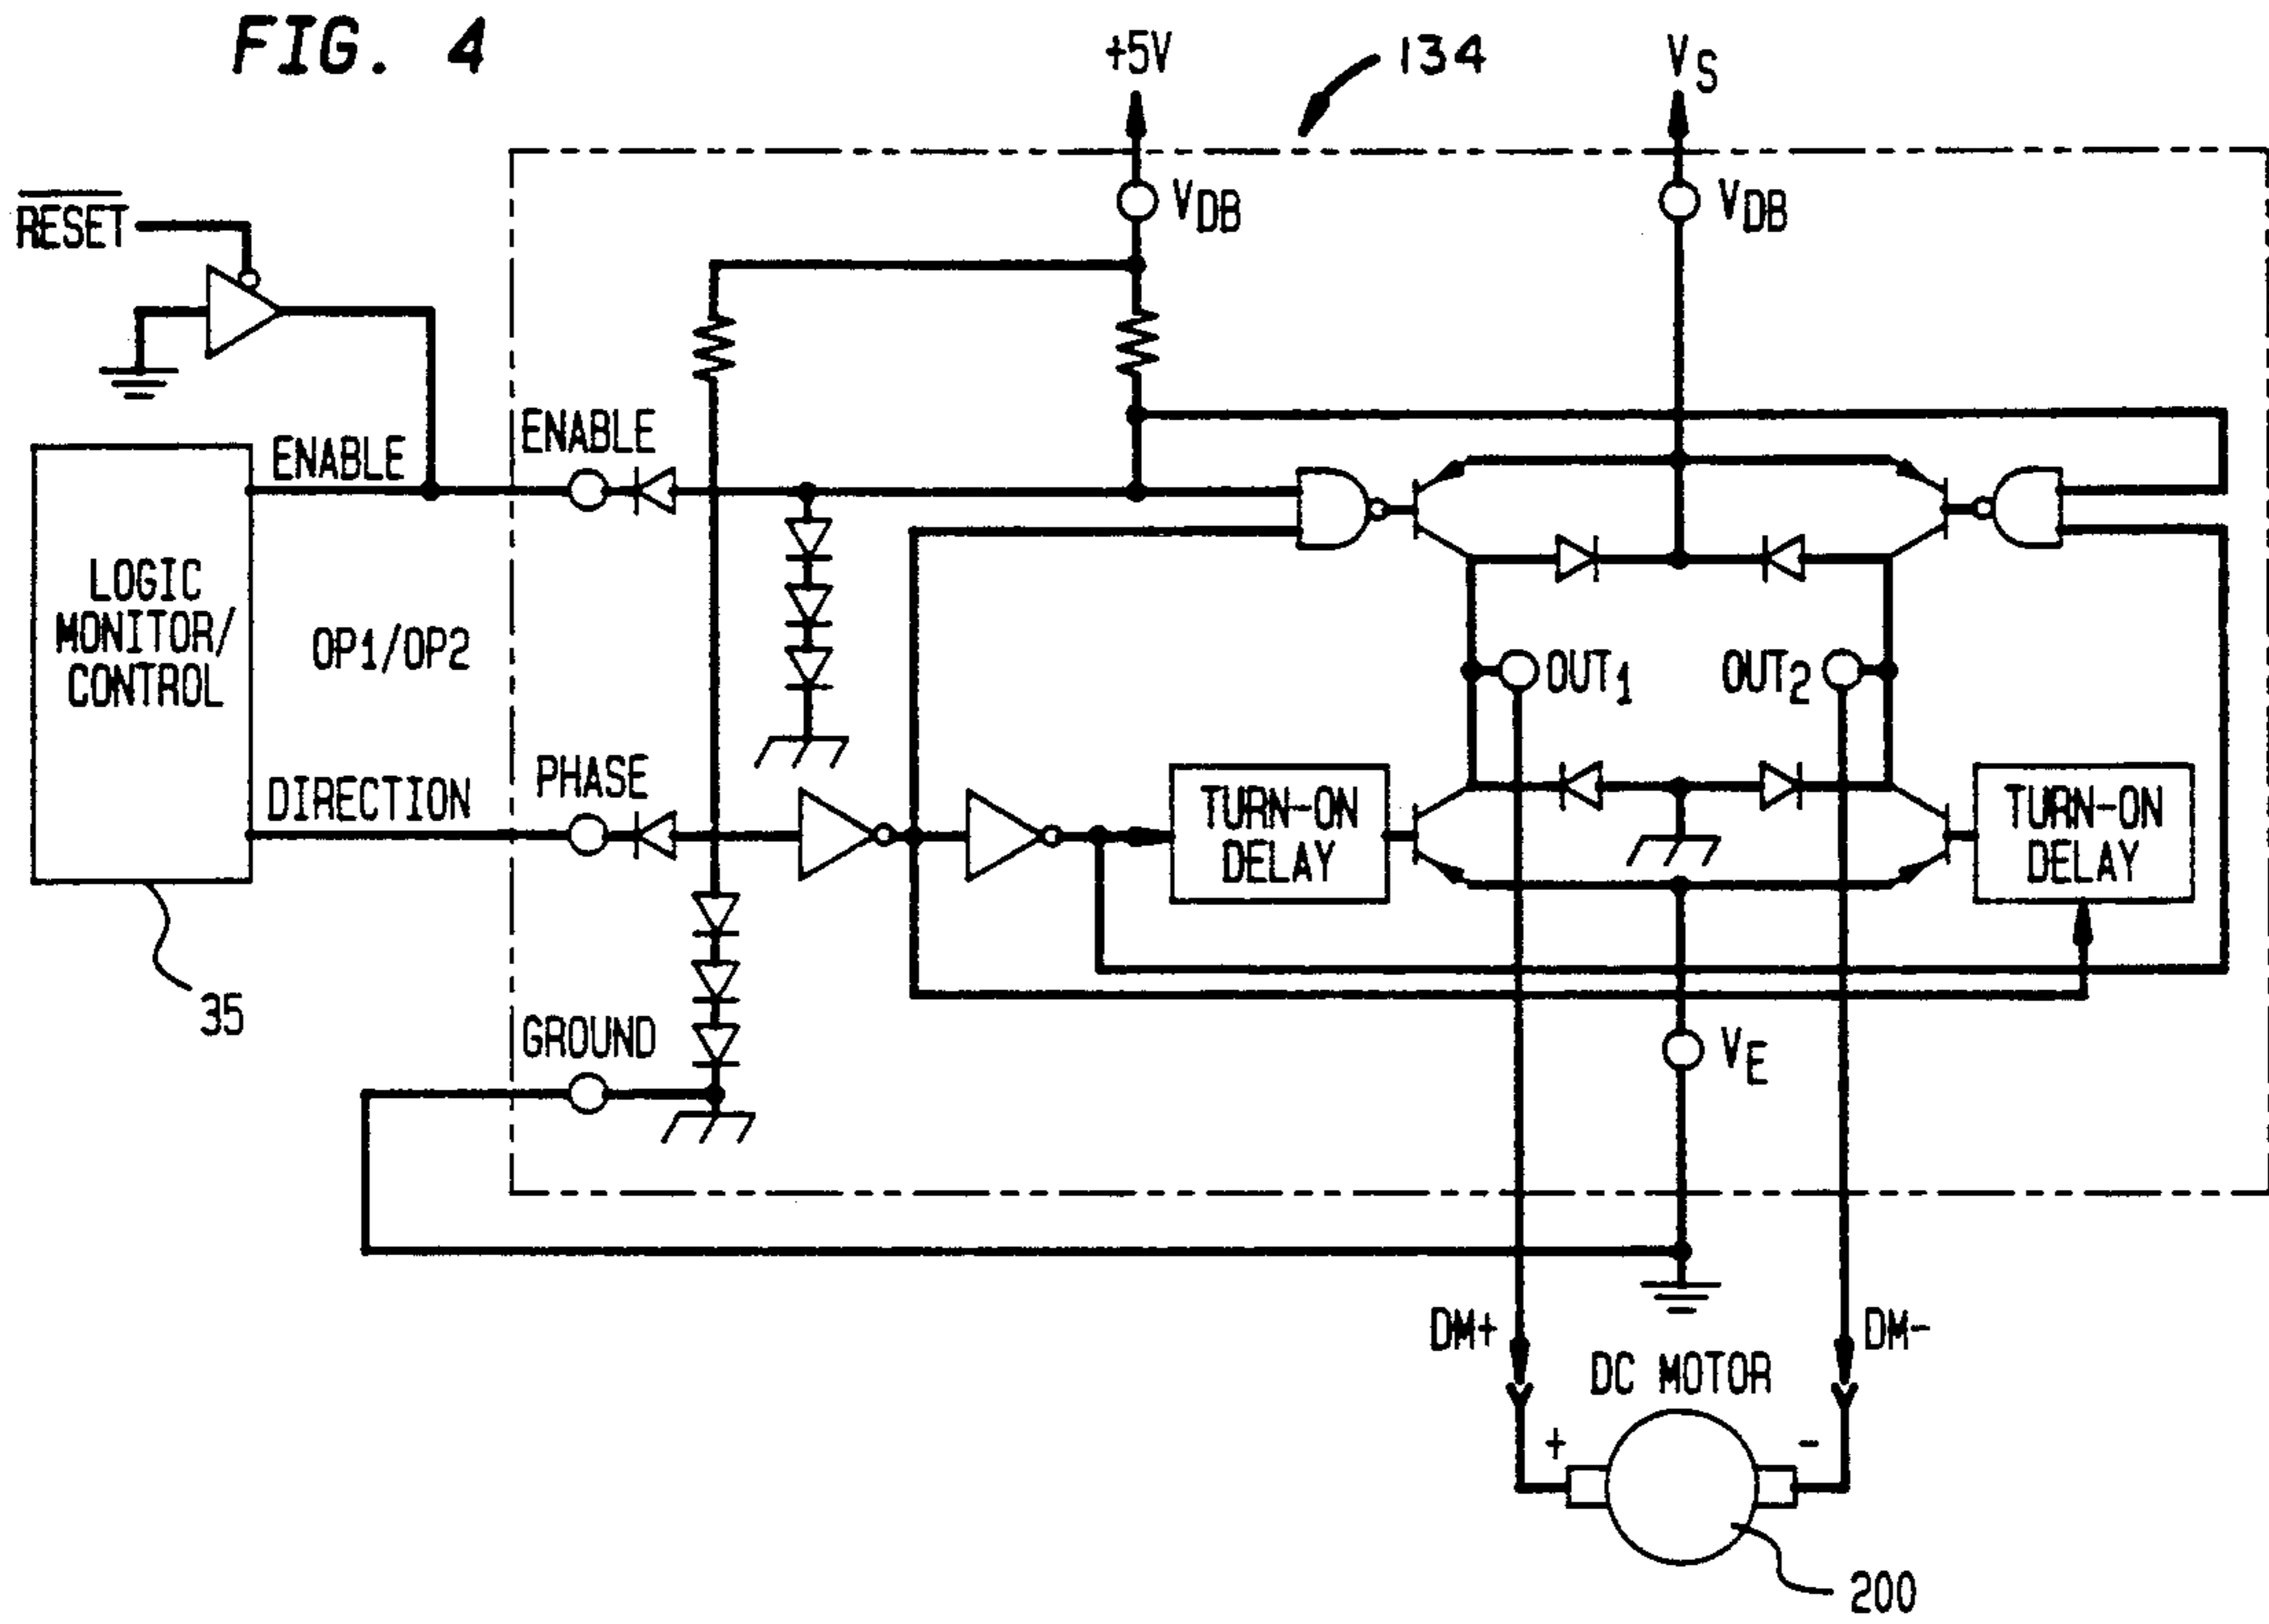 FIG. 4
+5V
134
VS
VDB
VDB
RESET
ENABLE
ENABLE
LOGIC
MONITOR/
CONTROL
OP1/OP2
OUT1
OUT2
DIRECTION
PHASE
TURN-ON
DELAY
TURN-ON
DELAY
35
GROUND
VE
DM+
DM-
DC MOTOR
+
-
200